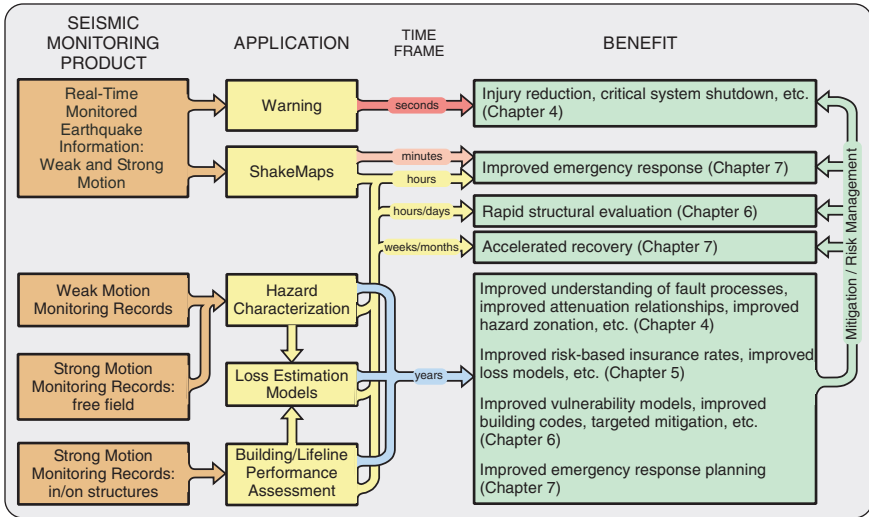 SEISMIC
MONITORING
PRODUCT
APPLICATION
TIME
FRAME
BENEFIT
Real-Time
Monitored
Earthquake
Information:
Weak and Strong
Motion
Warning
seconds
Injury reduction, critical system shutdown, etc.
(Chapter 4)
ShakeMaps
minutes
hours
Improved emergency response (Chapter 7)
hours/days
Rapid structural evaluation (Chapter 6)
weeks/months
Accelerated recovery (Chapter 7)
Mitigation / Risk Management
Weak Motion
Monitoring Records
Hazard
Characterization
Improved understanding of fault processes,
improved attenuation relationships, improved
hazard zonation, etc. (Chapter 4)
Strong Motion
Monitoring Records:
free field
Loss Estimation
Models
years
Improved risk-based insurance rates, improved
loss models, etc. (Chapter 5)
Improved vulnerability models, improved
building codes, targeted mitigation, etc.
(Chapter 6)
Strong Motion
Monitoring Records:
in/on structures
Building/Lifeline
Performance
Assessment
Improved emergency response planning
(Chapter 7)